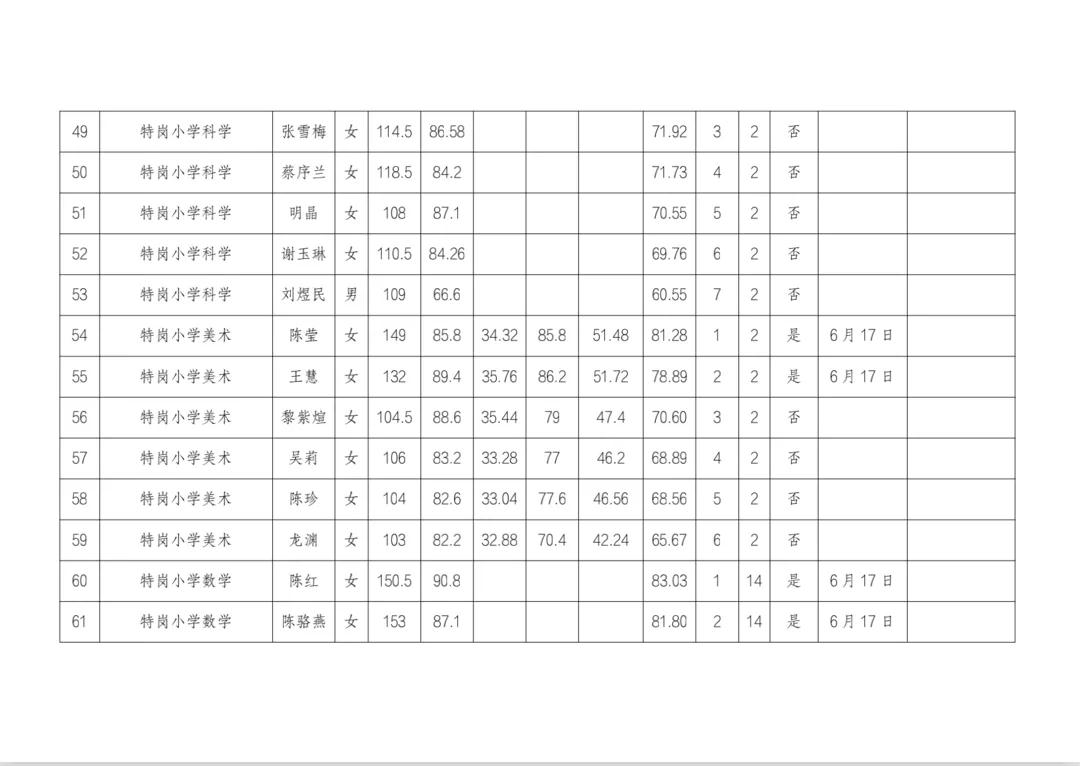 49 特岗小学科学 张雪梅 女 114.5 86.58 71.92 3 2 否
50 特岗小学科学 蔡序兰 女 118.5 84.2 71.73 4 2 否
51 特岗小学科学 明晶 女 108 87.1 70.55 5 2 否
52 特岗小学科学 谢玉琳 女 110.5 84.26 69.76 6 2 否
53 特岗小学科学 刘煜民 男 109 66.6 60.55 7 2 否
54 特岗小学美术 陈莹 女 149 85.8 34.32 85.8 51.48 81.28 1 2 是 6月17日
55 特岗小学美术 王慧 女 132 89.4 35.76 86.2 51.72 78.89 2 2 是 6月17日
56 特岗小学美术 黎紫煊 女 104.5 88.6 35.44 79 47.4 70.60 3 2 否
57 特岗小学美术 吴莉 女 106 83.2 33.28 77 46.2 68.89 4 2 否
58 特岗小学美术 陈珍 女 104 82.6 33.04 77.6 46.56 68.56 5 2 否
59 特岗小学美术 龙渊 女 103 82.2 32.88 70.4 42.24 65.67 6 2 否
60 特岗小学数学 陈红 女 150.5 90.8 83.03 1 14 是 6月17日
61 特岗小学数学 陈骆燕 女 153 87.1 81.80 2 14 是 6月17日